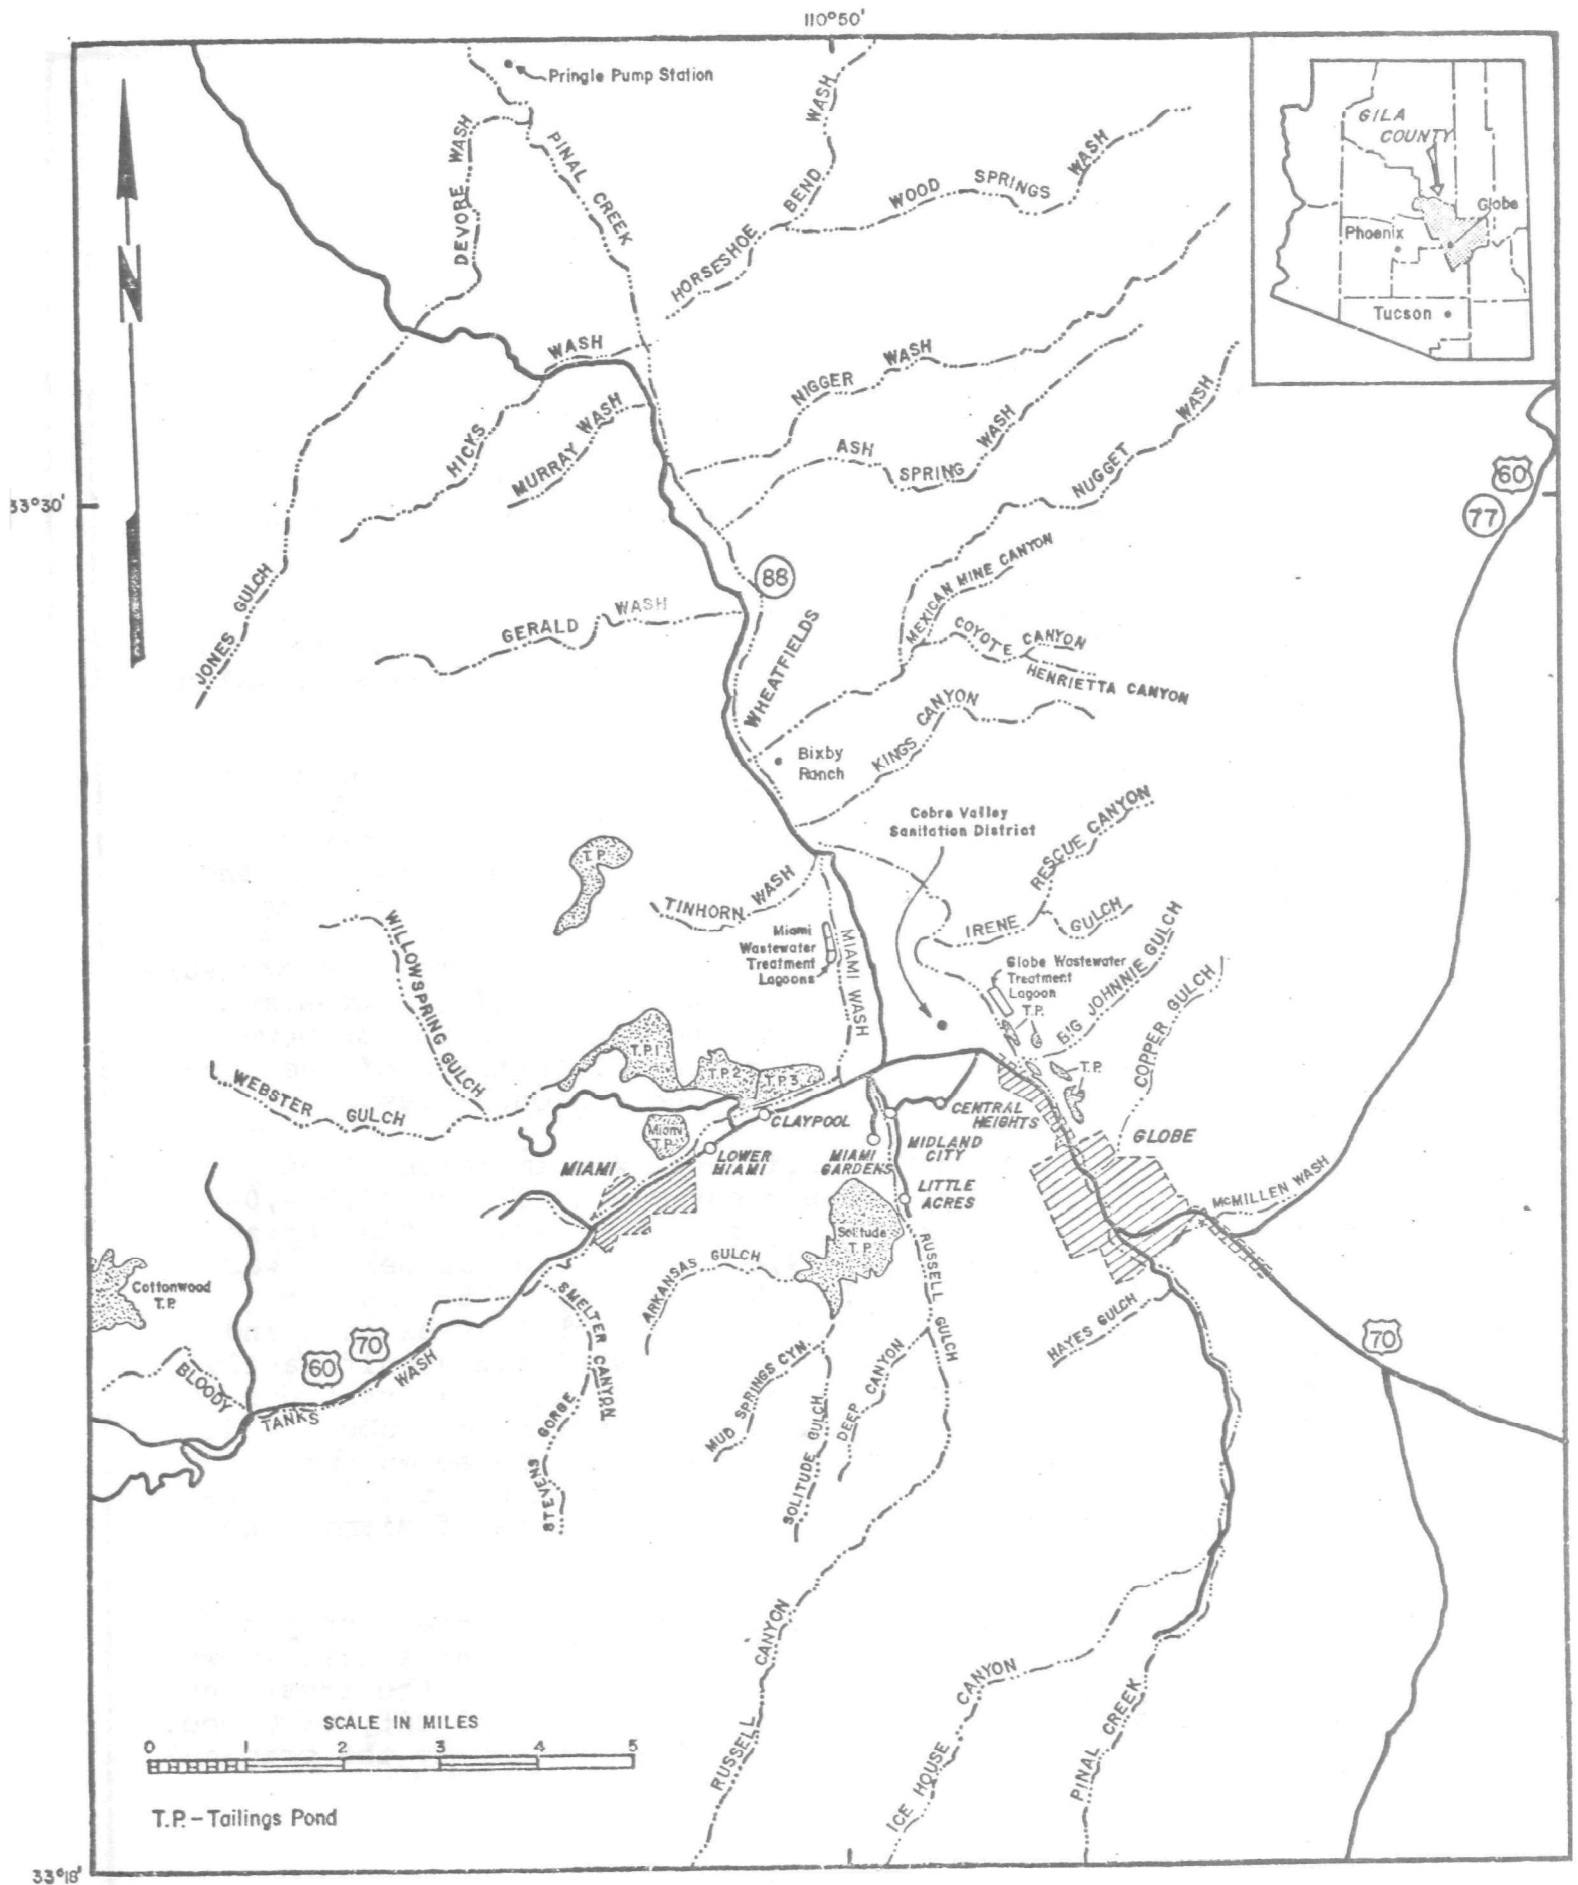 110°50'
Pringle Pump Station
DEVORE WASH
PINAL CREEK
HORSESHOE BEND WASH
WOOD SPRINGS WASH
GILA
COUNTY
Globe
Phoenix
Tucson
HICKS WASH
MURRAY WASH
NIGGER WASH
ASH SPRING WASH
NUGGET WASH
60
77
33°30'
JONES GULCH
GERALD WASH
88
WHEATFIELDS
MEXICAN MINE CANYON
COYOTE CANYON
HENRIETTA CANYON
KINGS CANYON
Bixby
Ranch
Cobre Valley
Sanitation District
RESCUE CANYON
T.P.
TINHORN WASH
IRENE GULCH
WILLOWSPRING GULCH
Miami
Wastewater
Treatment
Lagoons
MIAMI WASH
Globe Wastewater
Treatment
Lagoon
T.P.
BIG JOHNNIE GULCH
COPPER GULCH
T.P.1
T.P.2
T.P.3
T.P.
WEBSTER GULCH
Miami
T.P.
CLAYPOOL
CENTRAL
HEIGHTS
MIAMI
LOWER
MIAMI
MIAMI
GARDENS
MIDLAND
CITY
GLOBE
LITTLE
ACRES
McMILLEN WASH
Solitude
T.P.
RUSSELL GULCH
ARKANSAS GULCH
Cottonwood
T.P.
SMELTER CANYON
HAYES GULCH
60
70
70
BLOODY TANKS WASH
MUD SPRINGS CYN.
DEEP CANYON
STEVENS GORGE
SOLITUDE GULCH
RUSSELL CANYON
ICE HOUSE CANYON
PINAL CREEK
SCALE IN MILES
0 1 2 3 4 5
T.P.-Tailings Pond
33°18'